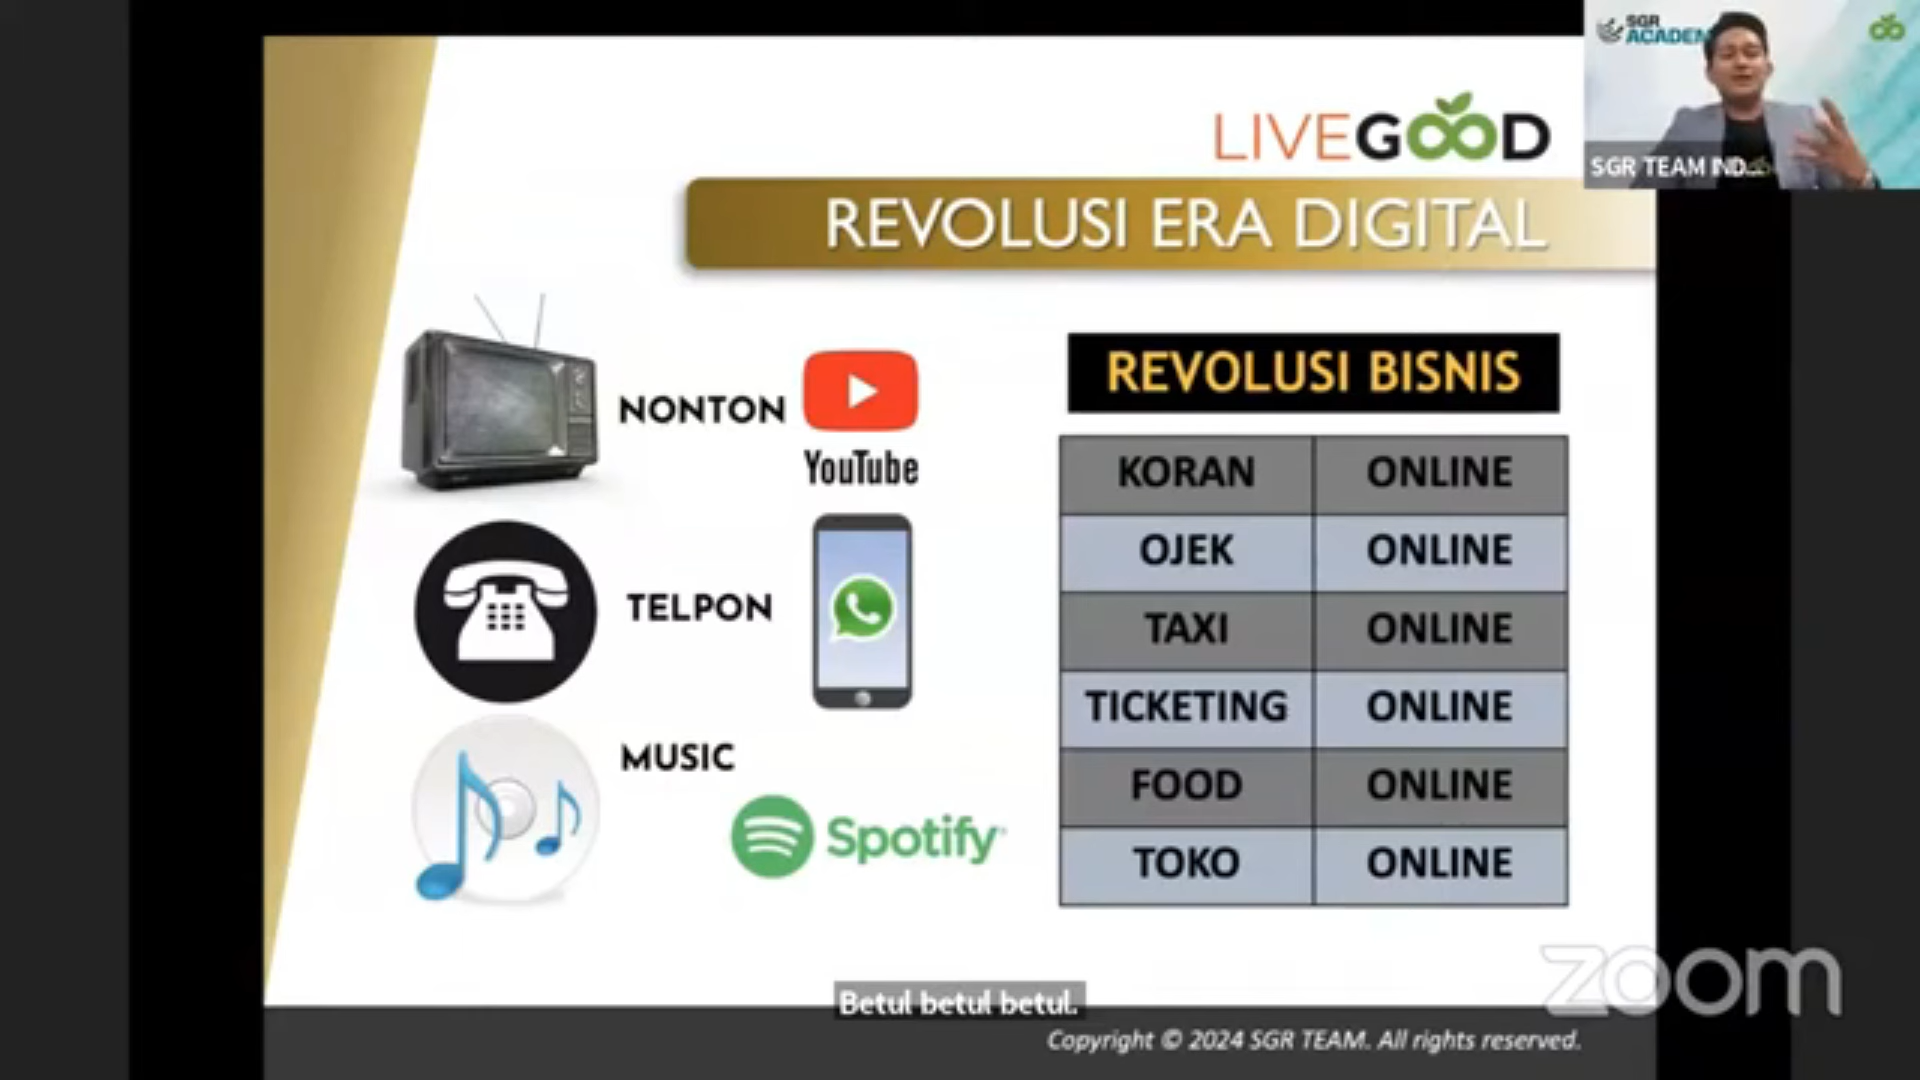 SGR
SGR TEAM IND...
LIVEGOOD
REVOLUSI ERA DIGITAL
NONTON
YouTube
TELPON
MUSIC
Spotify
REVOLUSI BISNIS
KORAN ONLINE
OJEK ONLINE
TAXI ONLINE
TICKETING ONLINE
FOOD ONLINE
TOKO ONLINE
Betul betul betul.
zoom
Copyright © 2024 SGR TEAM. All rights reserved.